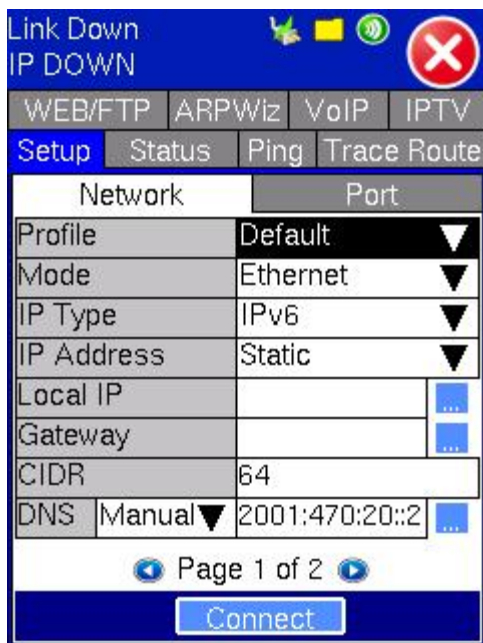 Link Down
IP DOWN
WEB/FTP ARPWiz VoIP IPTV
Setup Status Ping Trace Route
Network Port
Profile Default
Mode Ethernet
IP Type IPv6
IP Address Static
Local IP ...
Gateway ...
CIDR 64
DNS Manual 2001:470:20::2 ...
Page 1 of 2
Connect